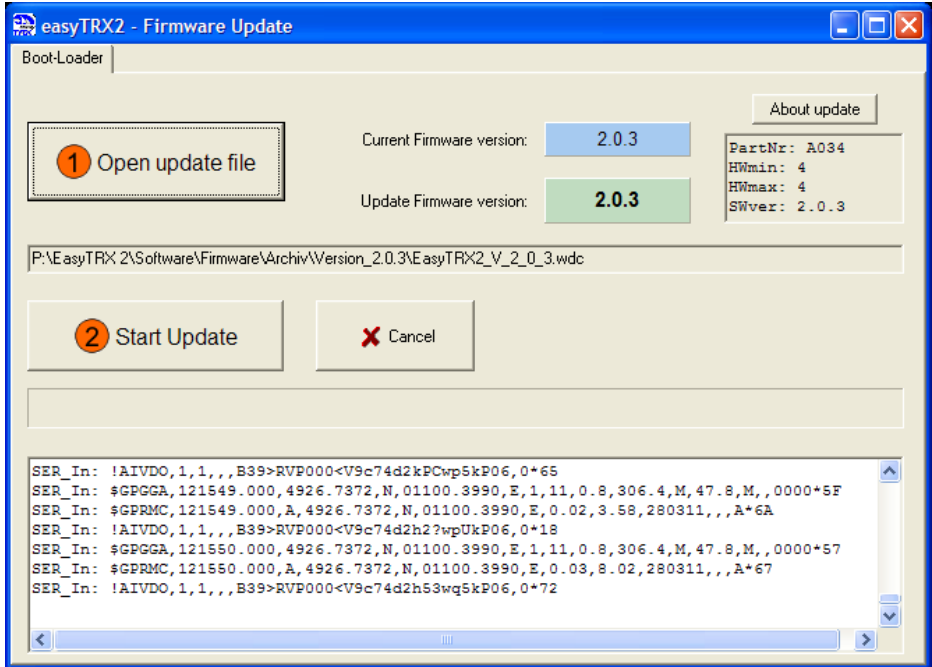 easyTRX2 - Firmware Update
Boot-Loader
About update
1 Open update file
Current Firmware version: 2.0.3
Update Firmware version: 2.0.3
PartNr: A034
HWmin: 4
HWmax: 4
SWver: 2.0.3
P:\EasyTRX 2\Software\Firmware\Archiv\Version_2.0.3\EasyTRX2_V_2_0_3.wdc
2 Start Update
Cancel
SER_In: !AIVDO,1,1,,,B39>RVP000<V9c74d2kPCwp5kP06,0*65
SER_In: $GPGGA,121549.000,4926.7372,N,01100.3990,E,1,11,0.8,306.4,M,47.8,M,,0000*5F
SER_In: $GPRMC,121549.000,A,4926.7372,N,01100.3990,E,0.02,3.58,280311,,,A*6A
SER_In: !AIVDO,1,1,,,B39>RVP000<V9c74d2h2?wpUkP06,0*18
SER_In: $GPGGA,121550.000,4926.7372,N,01100.3990,E,1,11,0.8,306.4,M,47.8,M,,0000*57
SER_In: $GPRMC,121550.000,A,4926.7372,N,01100.3990,E,0.03,8.02,280311,,,A*67
SER_In: !AIVDO,1,1,,,B39>RVP000<V9c74d2h53wq5kP06,0*72